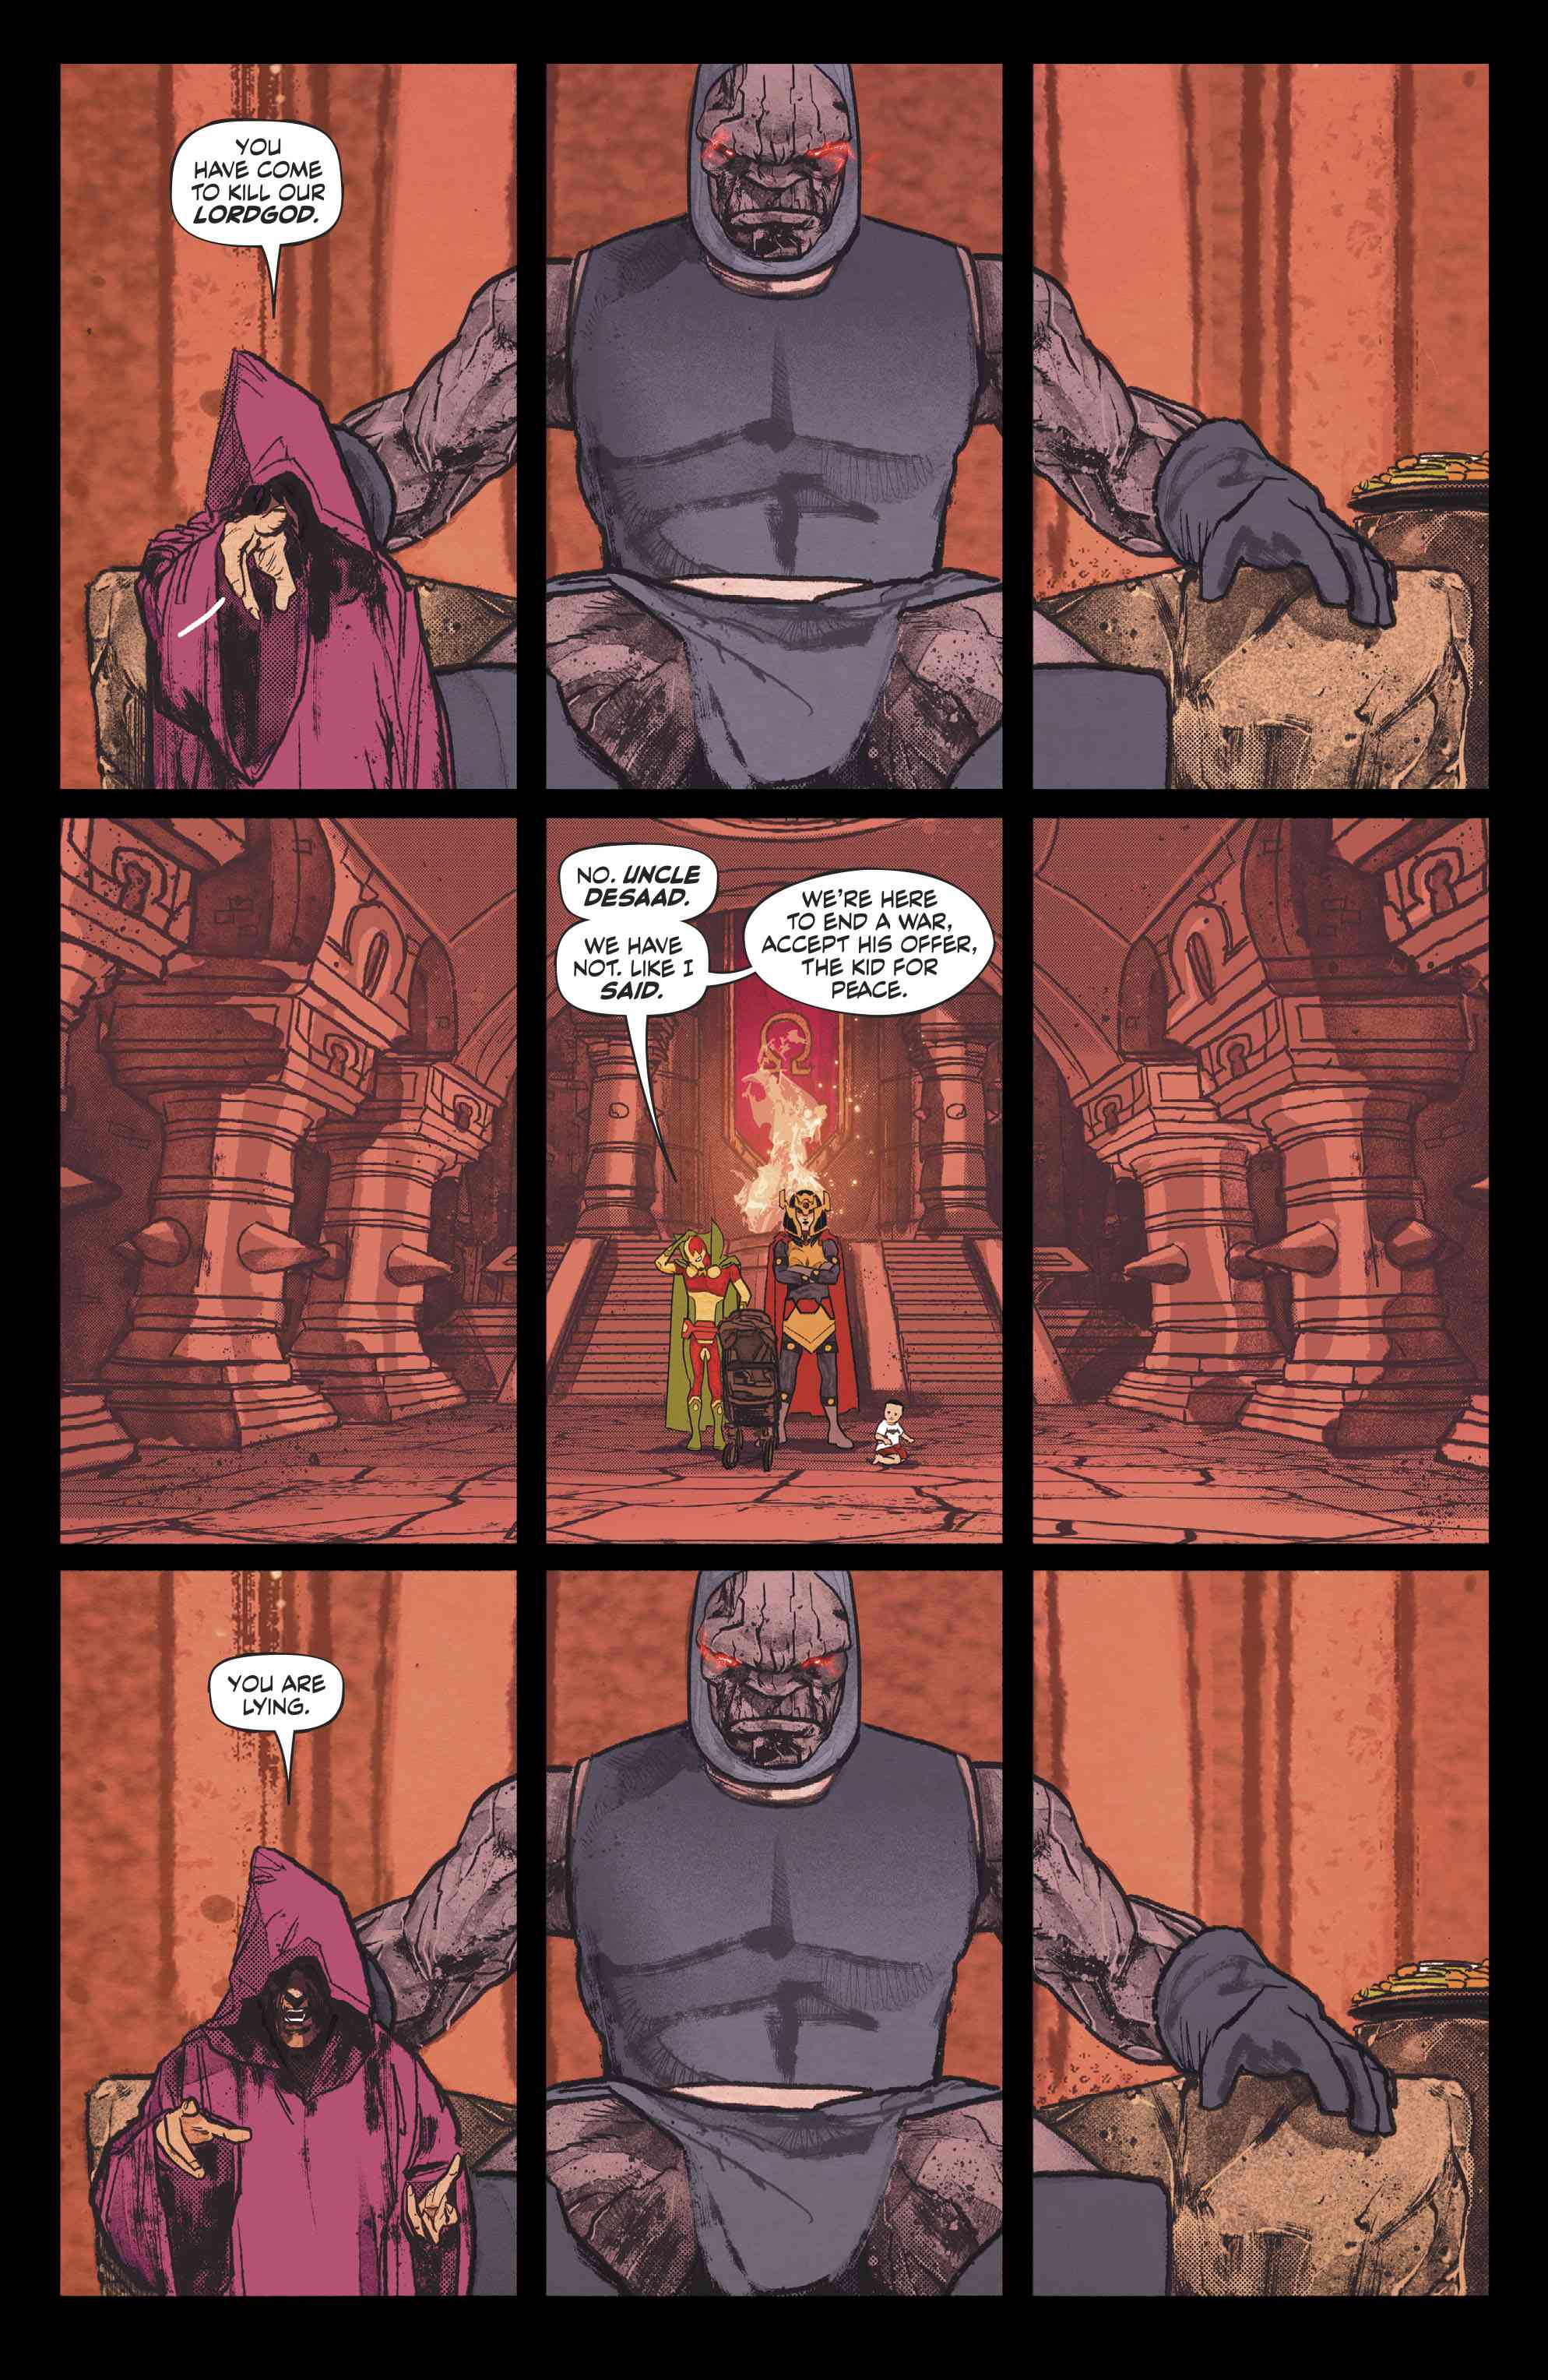 YOU
HAVE COME
TO KILL OUR
LORDGOD.
NO. UNCLE
DESAAD.
WE HAVE
NOT. LIKE I
SAID.
WE'RE HERE
TO END A WAR,
ACCEPT HIS OFFER,
THE KID FOR
PEACE.
Ω
YOU ARE
LYING.